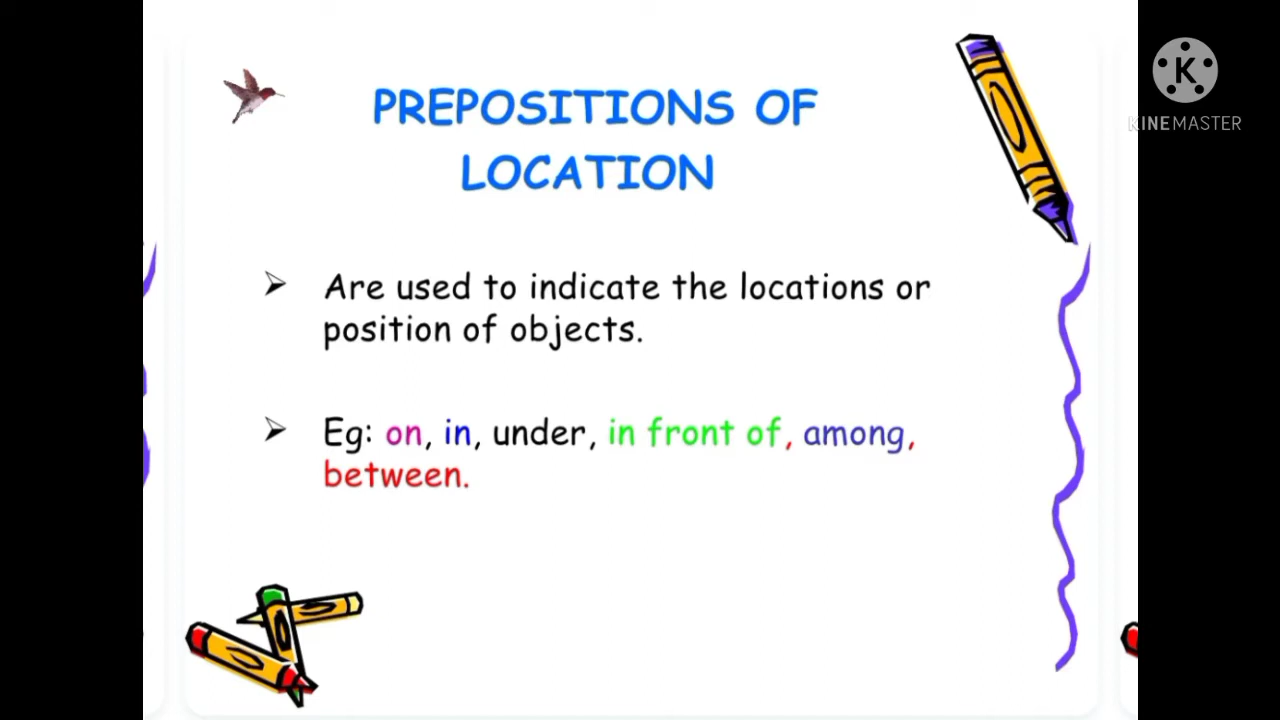 PREPOSITIONS OF
LOCATION
K
KINEMASTER
➢ Are used to indicate the locations or
position of objects.
➢ Eg: on, in, under, in front of, among,
between.